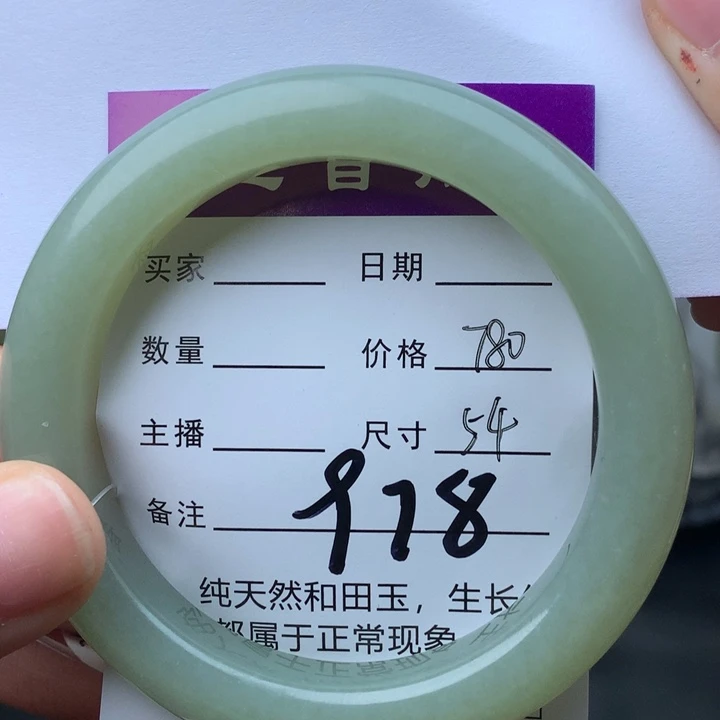 买家 日期
数量 价格 780
主播 尺寸 54
备注 978
纯天然和田玉，生长
都属于正常现象